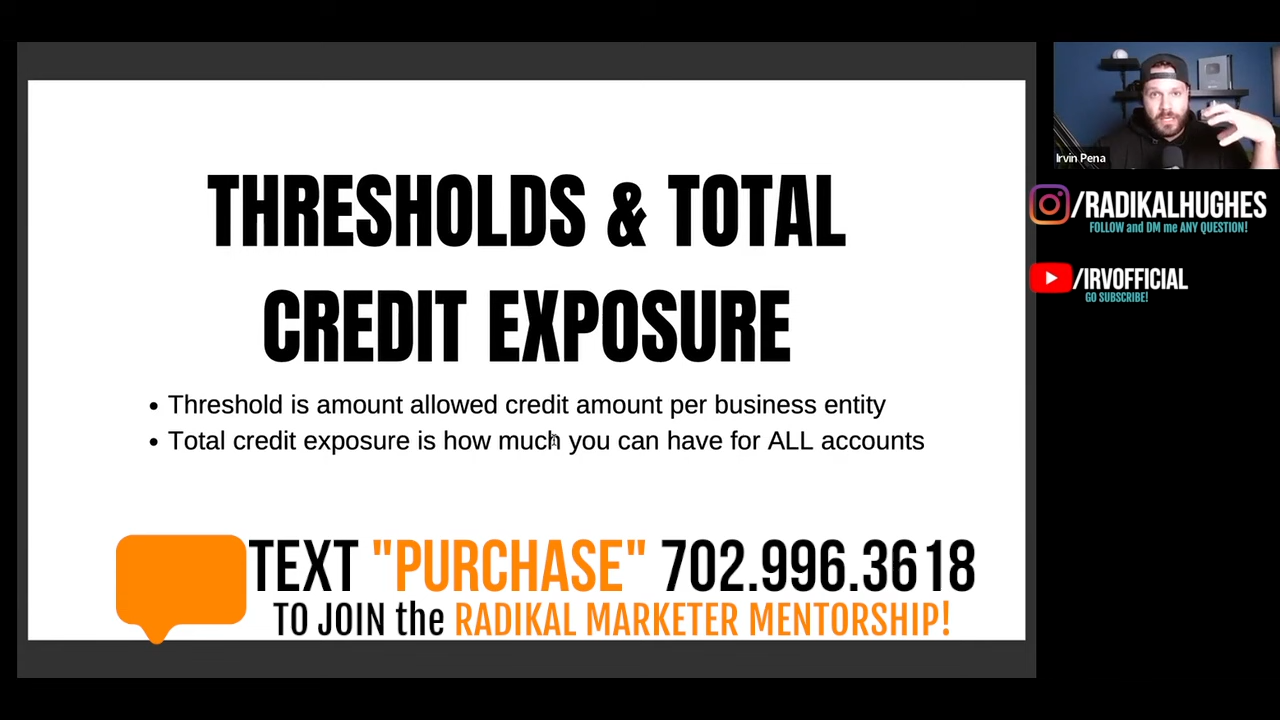 THRESHOLDS & TOTAL
CREDIT EXPOSURE
• Threshold is amount allowed credit amount per business entity
• Total credit exposure is how much you can have for ALL accounts
TEXT "PURCHASE" 702.996.3618
TO JOIN the RADIKAL MARKETER MENTORSHIP!
Irvin Pena
/RADIKALHUGHES
FOLLOW and DM me ANY QUESTION!
/IRVOFFICIAL
GO SUBSCRIBE!